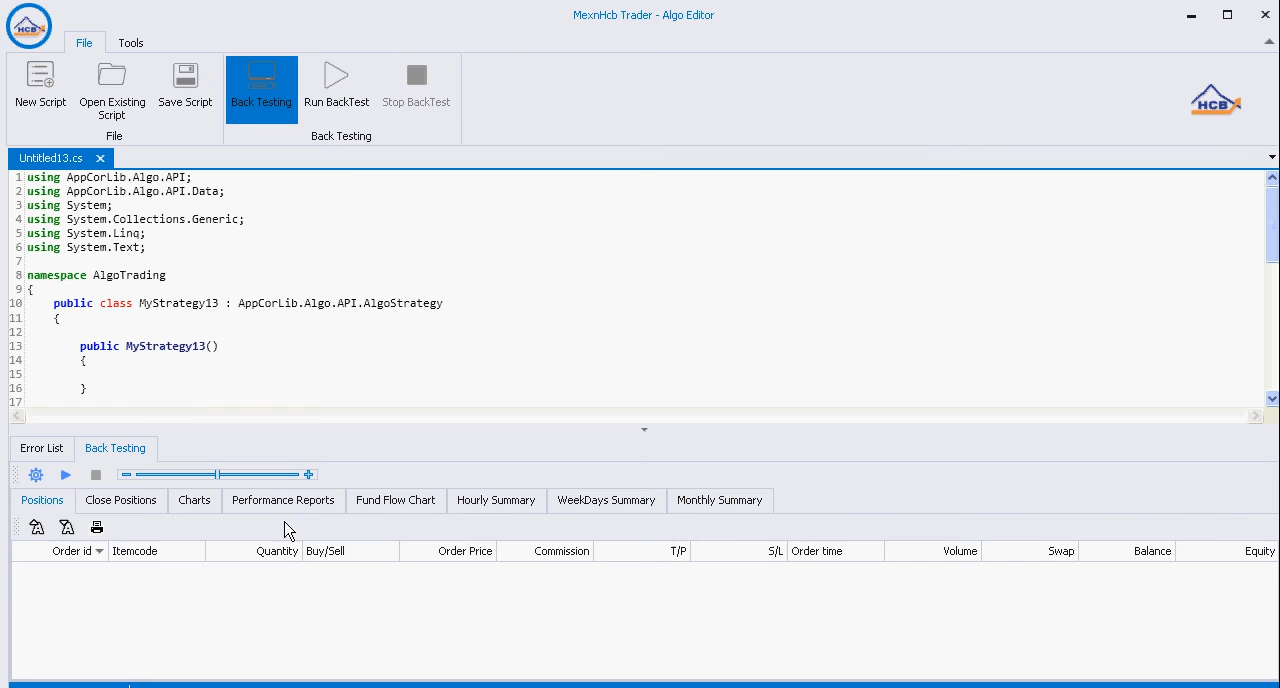 MexnHcb Trader - Algo Editor
HCB
File Tools
New Script Open Existing Script Save Script Back Testing Run BackTest Stop BackTest
File Back Testing
HCB
Untitled13.cs
1 using AppCorLib.Algo.API;
2 using AppCorLib.Algo.API.Data;
3 using System;
4 using System.Collections.Generic;
5 using System.Linq;
6 using System.Text;
7
8 namespace AlgoTrading
9 {
10 public class MyStrategy13 : AppCorLib.Algo.API.AlgoStrategy
11 {
12
13 public MyStrategy13()
14 {
15
16 }
17
Error List Back Testing
Positions Close Positions Charts Performance Reports Fund Flow Chart Hourly Summary WeekDays Summary Monthly Summary
Order id Itemcode Quantity Buy/Sell Order Price Commission T/P S/L Order time Volume Swap Balance Equity